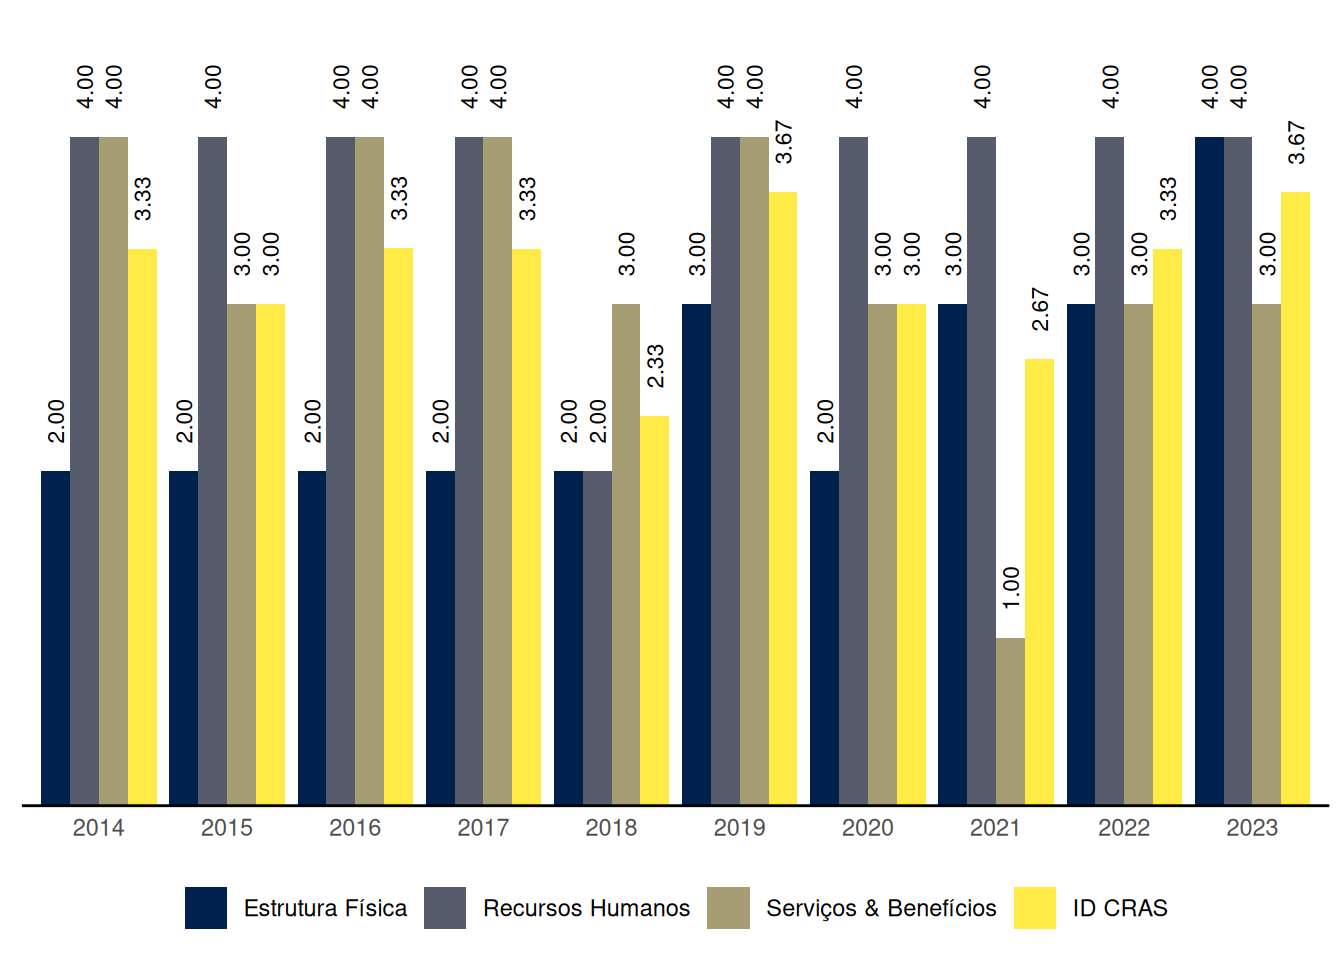 4.00 4.00 4.00 4.00 4.00 4.00 4.00 4.00 4.00 4.00 4.00 4.00 4.00 4.00
3.67 3.67
3.33 3.33 3.33 3.33
3.00 3.00 3.00 3.00 3.00 3.00 3.00 3.00 3.00 3.00
2.67
2.33
2.00 2.00 2.00 2.00 2.00 2.00 2.00
1.00
2014 2015 2016 2017 2018 2019 2020 2021 2022 2023
Estrutura Física Recursos Humanos Serviços & Benefícios ID CRAS